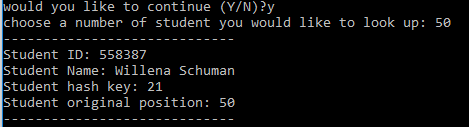 would you like to continue (Y/N)?y
choose a number of student you would like to look up: 50
-----------------------------
Student ID: 558387
Student Name: Willena Schuman
Student hash key: 21
Student original position: 50
-----------------------------